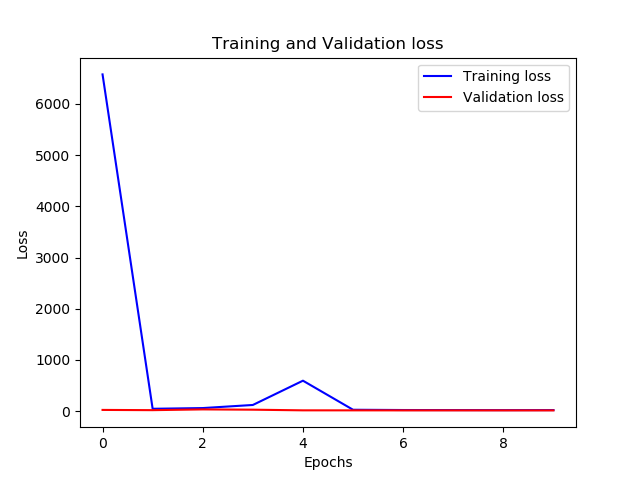 Training and Validation loss
Training loss
Validation loss
6000
5000
4000
3000
2000
1000
0
Loss
0 2 4 6 8
Epochs